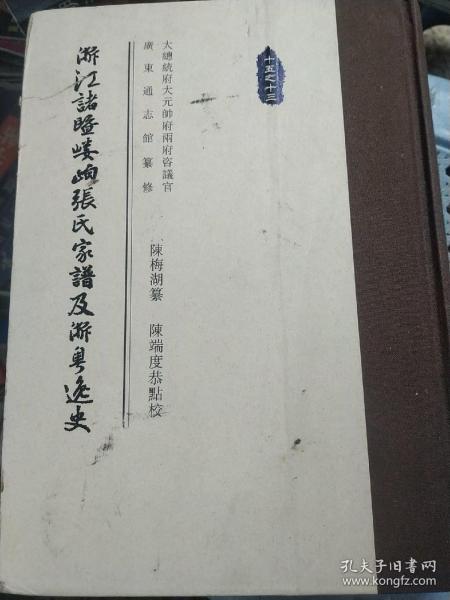 十五之十三
大總統府大元帥府兩府咨議官
廣東通志館纂修
陳梅湖纂 陳端度恭點校
浙江諸暨嵝峋張氏家譜及浙粵逸史
孔夫子旧书网
www.kongfz.com